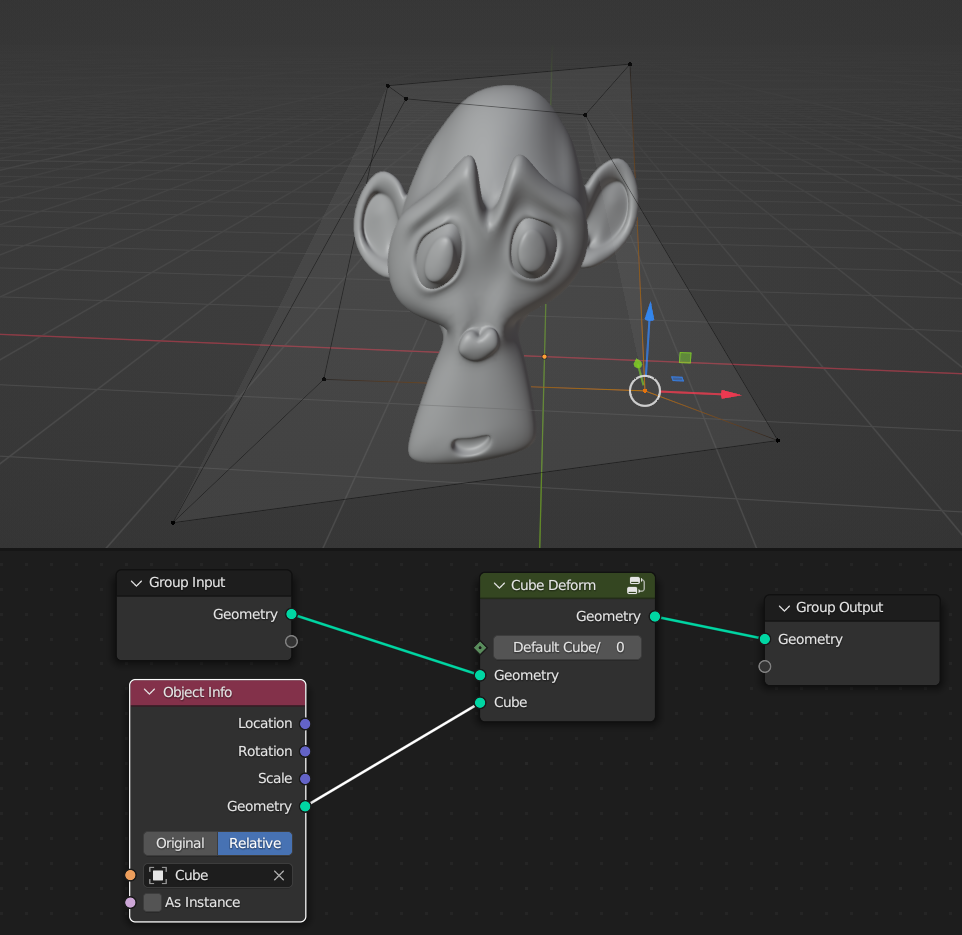 Group Input
Geometry
Object Info
Location
Rotation
Scale
Geometry
Original Relative
Cube
As Instance
Cube Deform
Geometry
Default Cube/ 0
Geometry
Cube
Group Output
Geometry